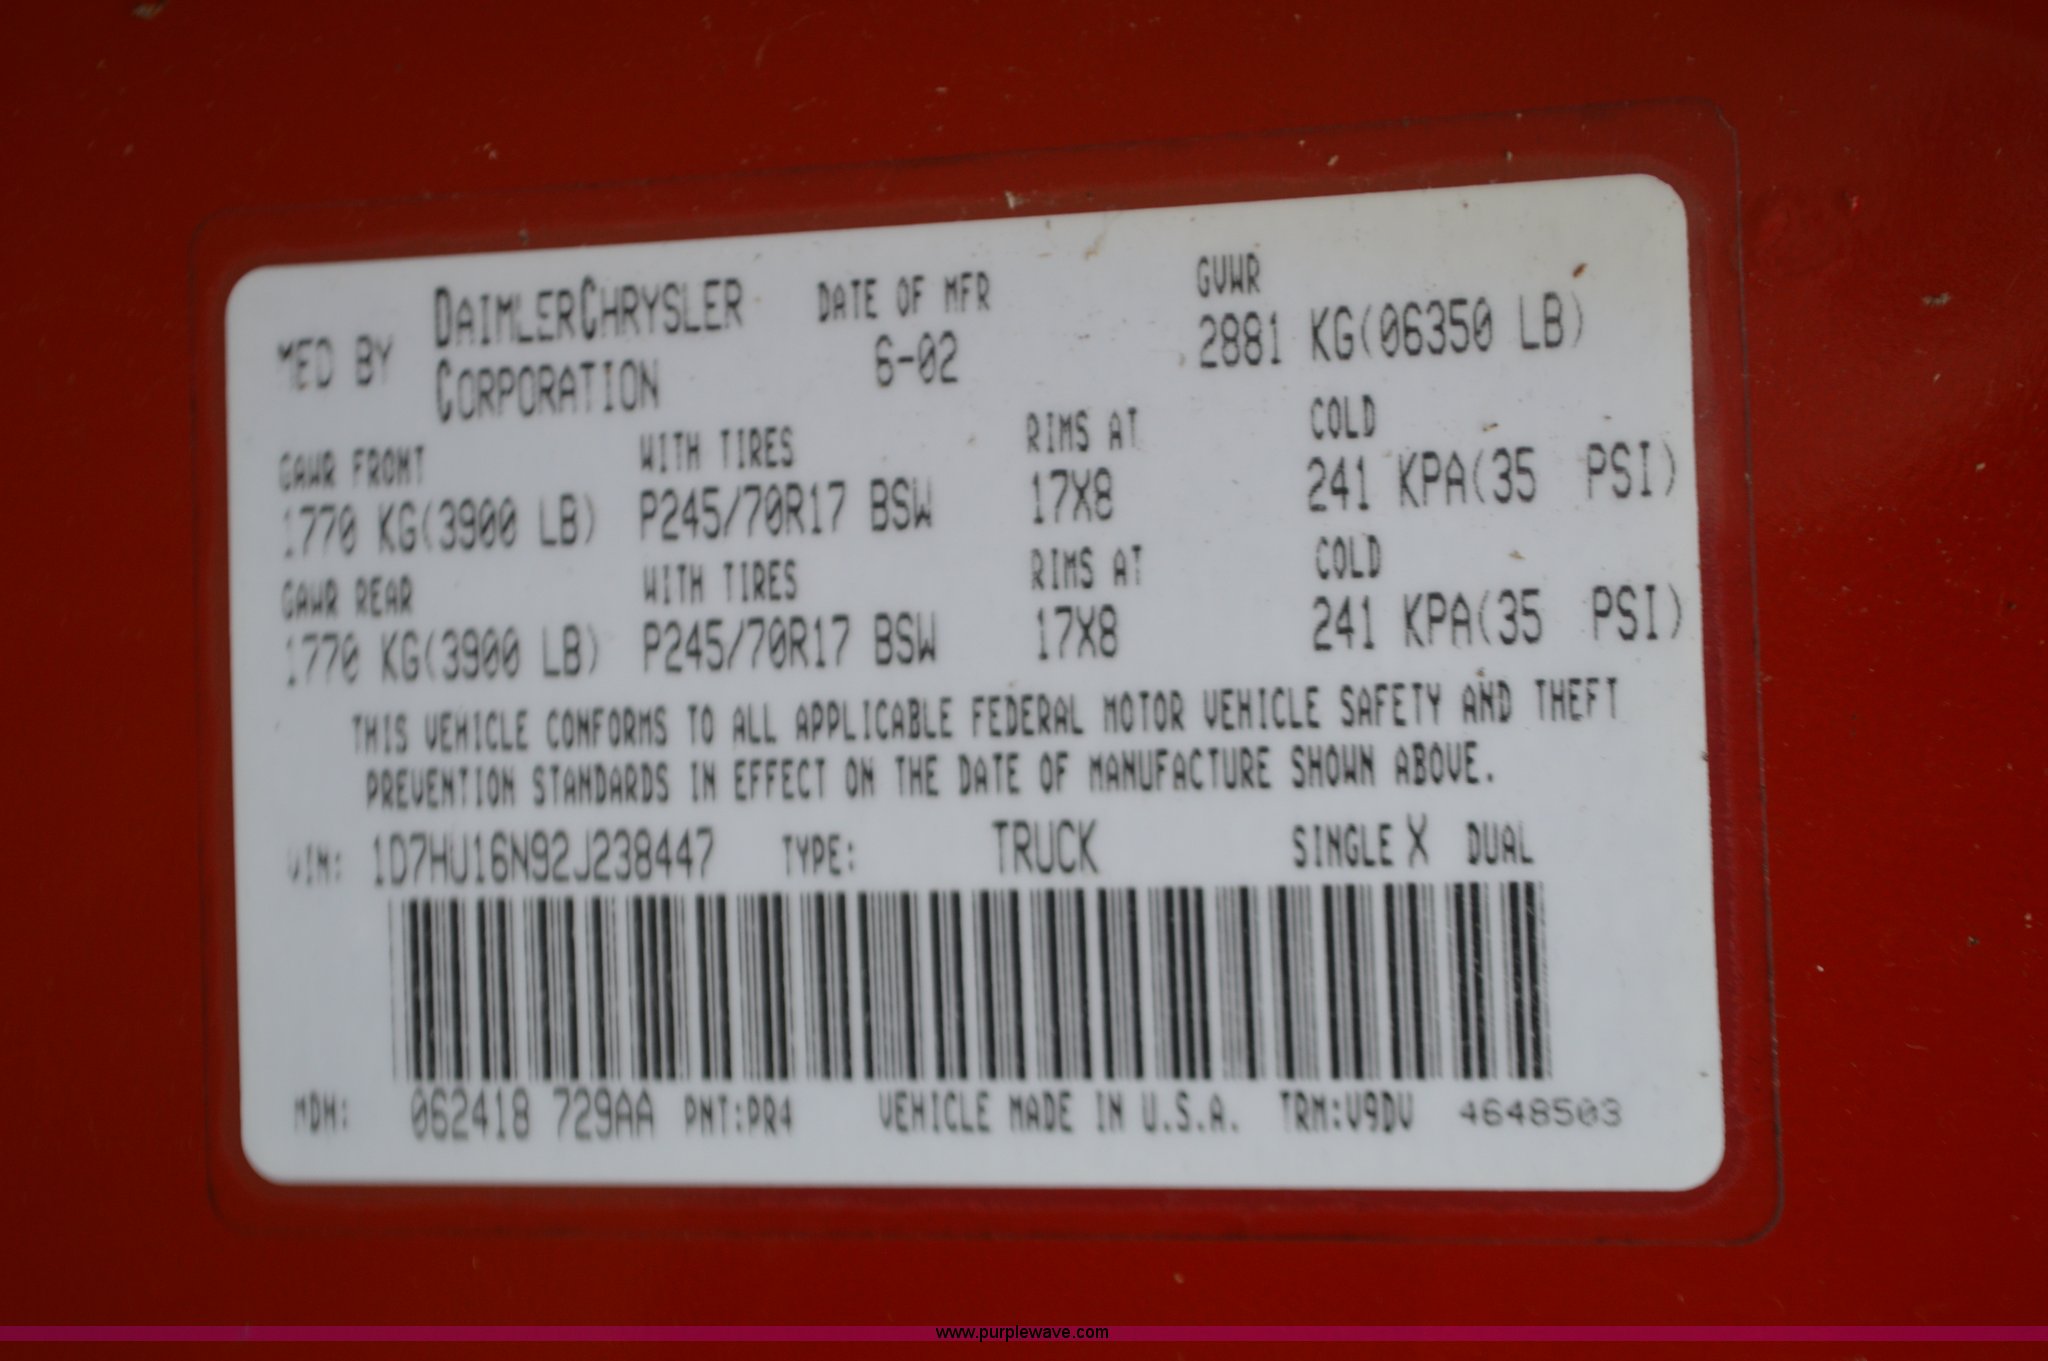 MFD BY DAIMLERCHRYSLER CORPORATION DATE OF MFR 6-02 GVWR 2881 KG(06350 LB)
GAWR FRONT WITH TIRES RIMS AT COLD
1770 KG(3900 LB) P245/70R17 BSW 17X8 241 KPA(35 PSI)
GAWR REAR WITH TIRES RIMS AT COLD
1770 KG(3900 LB) P245/70R17 BSW 17X8 241 KPA(35 PSI)
THIS VEHICLE CONFORMS TO ALL APPLICABLE FEDERAL MOTOR VEHICLE SAFETY AND THEFT
PREVENTION STANDARDS IN EFFECT ON THE DATE OF MANUFACTURE SHOWN ABOVE.
VIN: 1D7HU16N92J238447 TYPE: TRUCK SINGLE X DUAL
MDH: 062418 729AA PNT:PR4 VEHICLE MADE IN U.S.A. TRM:V9DV 4648503
www.purplewave.com